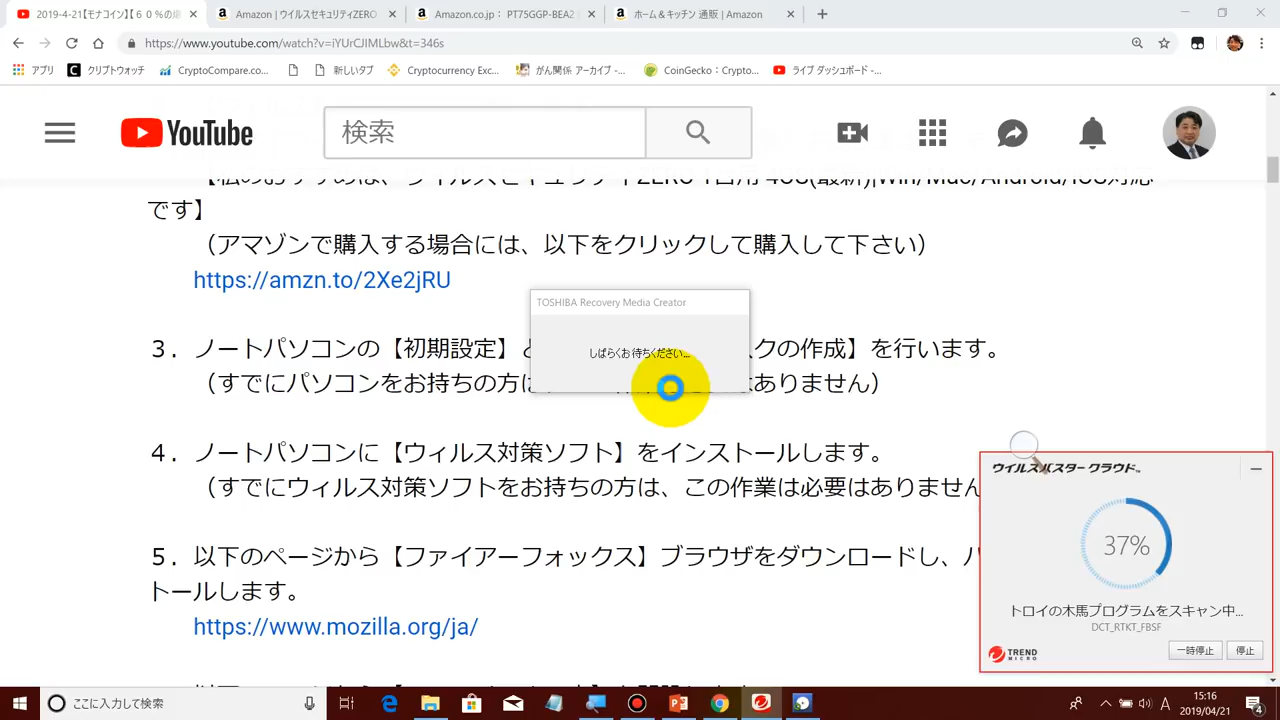 2019-4-21【モナコイン】【６０％の爆
Amazon | ウイルスセキュリティZERO
Amazon.co.jp： PT75GGP-BEA2
ホーム＆キッチン 通販 | Amazon
https://www.youtube.com/watch?v=iYUrCJIMLbw&t=346s
アプリ
クリプトウォッチ
CryptoCompare.co...
新しいタブ
Cryptocurrency Exc...
がん関係 アーカイブ -...
CoinGecko：Crypto...
ライブ ダッシュボード -...
YouTube
検索
です】
（アマゾンで購入する場合には、以下をクリックして購入して下さい）
https://amzn.to/2Xe2jRU
TOSHIBA Recovery Media Creator
しばらくお待ちください...
３．ノートパソコンの【初期設定】と
クの作成】を行います。
（すでにパソコンをお持ちの方は
はありません）
４．ノートパソコンに【ウィルス対策ソフト】をインストールします。
（すでにウィルス対策ソフトをお持ちの方は、この作業は必要はありません
５．以下のページから【ファイアーフォックス】ブラウザをダウンロードし、
トールします。
https://www.mozilla.org/ja/
ウイルスバスター クラウド™
37%
トロイの木馬プログラムをスキャン中...
DCT_RTKT_FBSF
TREND MICRO
一時停止
停止
ここに入力して検索
A
15:16
2019/04/21
4